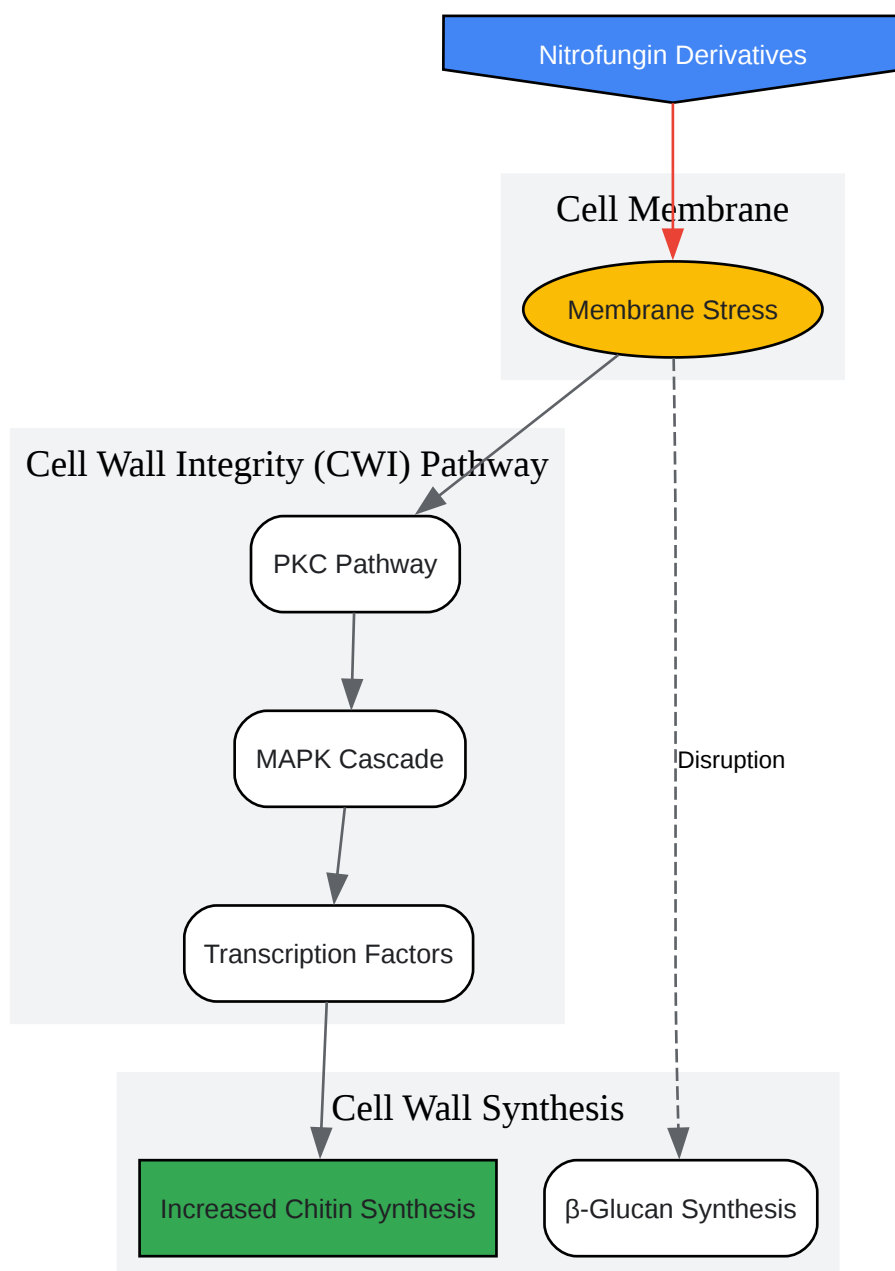 Nitrofungin Derivatives
Cell Membrane
Membrane Stress
Cell Wall Integrity (CWI) Pathway
PKC Pathway
MAPK Cascade
Disruption
Transcription Factors
Cell Wall Synthesis
Increased Chitin Synthesis
β-Glucan Synthesis